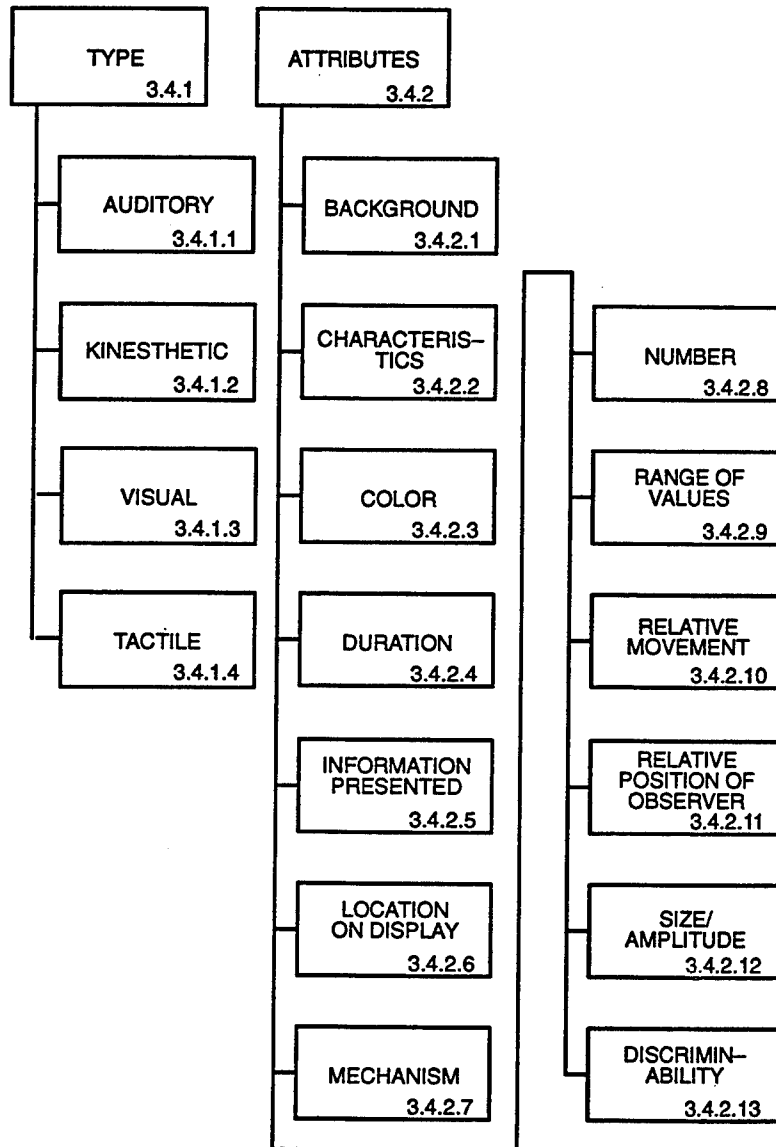 TYPE
3.4.1
AUDITORY
3.4.1.1
KINESTHETIC
3.4.1.2
VISUAL
3.4.1.3
TACTILE
3.4.1.4
ATTRIBUTES
3.4.2
BACKGROUND
3.4.2.1
CHARACTERIS–
TICS
3.4.2.2
COLOR
3.4.2.3
DURATION
3.4.2.4
INFORMATION
PRESENTED
3.4.2.5
LOCATION
ON DISPLAY
3.4.2.6
MECHANISM
3.4.2.7
NUMBER
3.4.2.8
RANGE OF
VALUES
3.4.2.9
RELATIVE
MOVEMENT
3.4.2.10
RELATIVE
POSITION OF
OBSERVER
3.4.2.11
SIZE/
AMPLITUDE
3.4.2.12
DISCRIMIN–
ABILITY
3.4.2.13